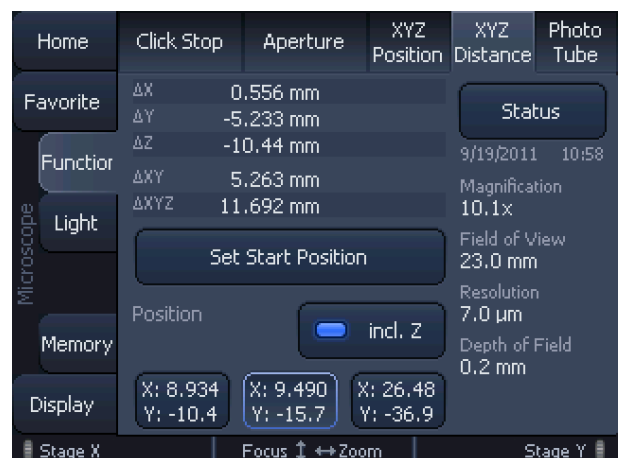 Home
Click Stop
Aperture
XYZ
Position
XYZ
Distance
Photo
Tube
Favorite
Function
Light
Microscope
Memory
Display
ΔX 0.556 mm
ΔY -5.233 mm
ΔZ -10.44 mm
ΔXY 5.263 mm
ΔXYZ 11.692 mm
Set Start Position
Position
incl. Z
X: 8.934
Y: -10.4
X: 9.490
Y: -15.7
X: 26.48
Y: -36.9
Status
9/19/2011 10:58
Magnification
10.1x
Field of View
23.0 mm
Resolution
7.0 µm
Depth of Field
0.2 mm
Stage X
Focus ↕ ↔ Zoom
Stage Y